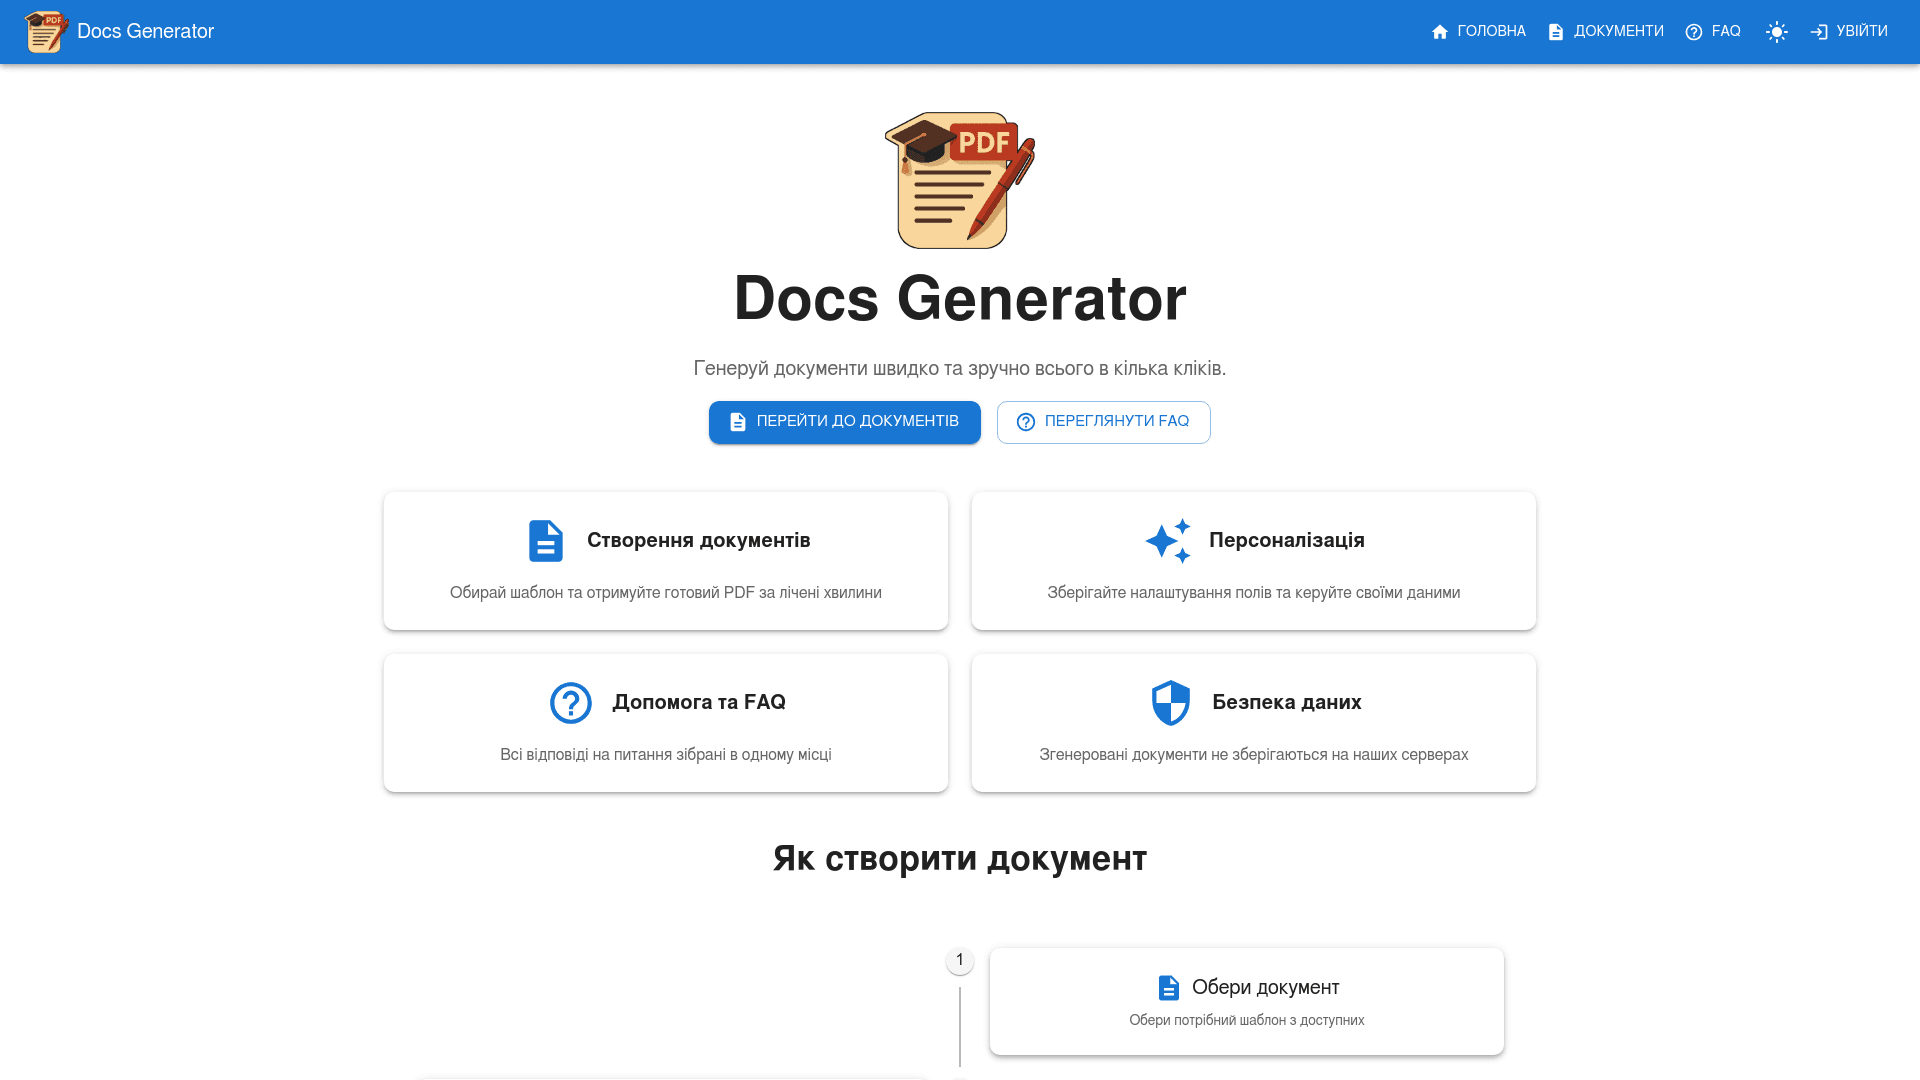 PDF
Docs Generator
ГОЛОВНА
ДОКУМЕНТИ
FAQ
УВІЙТИ
PDF
Docs Generator
Генеруй документи швидко та зручно всього в кілька кліків.
ПЕРЕЙТИ ДО ДОКУМЕНТІВ
ПЕРЕГЛЯНУТИ FAQ
Створення документів
Обирай шаблон та отримуйте готовий PDF за лічені хвилини
Персоналізація
Зберігайте налаштування полів та керуйте своїми даними
Допомога та FAQ
Всі відповіді на питання зібрані в одному місці
Безпека даних
Згенеровані документи не зберігаються на наших серверах
Як створити документ
1
Обери документ
Обери потрібний шаблон з доступних